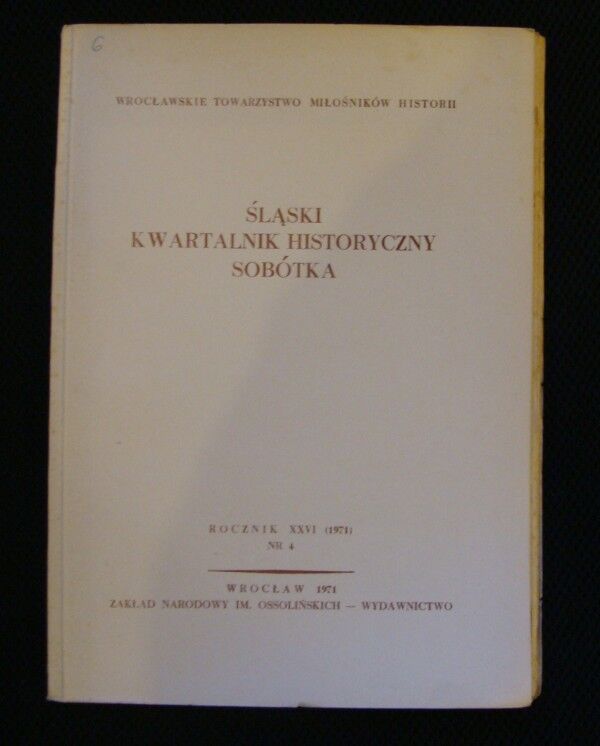 6
WROCŁAWSKIE TOWARZYSTWO MIŁOŚNIKÓW HISTORII
ŚLĄSKI
KWARTALNIK HISTORYCZNY
SOBÓTKA
ROCZNIK XXVI (1971)
NR 4
WROCŁAW 1971
ZAKŁAD NARODOWY IM. OSSOLIŃSKICH — WYDAWNICTWO